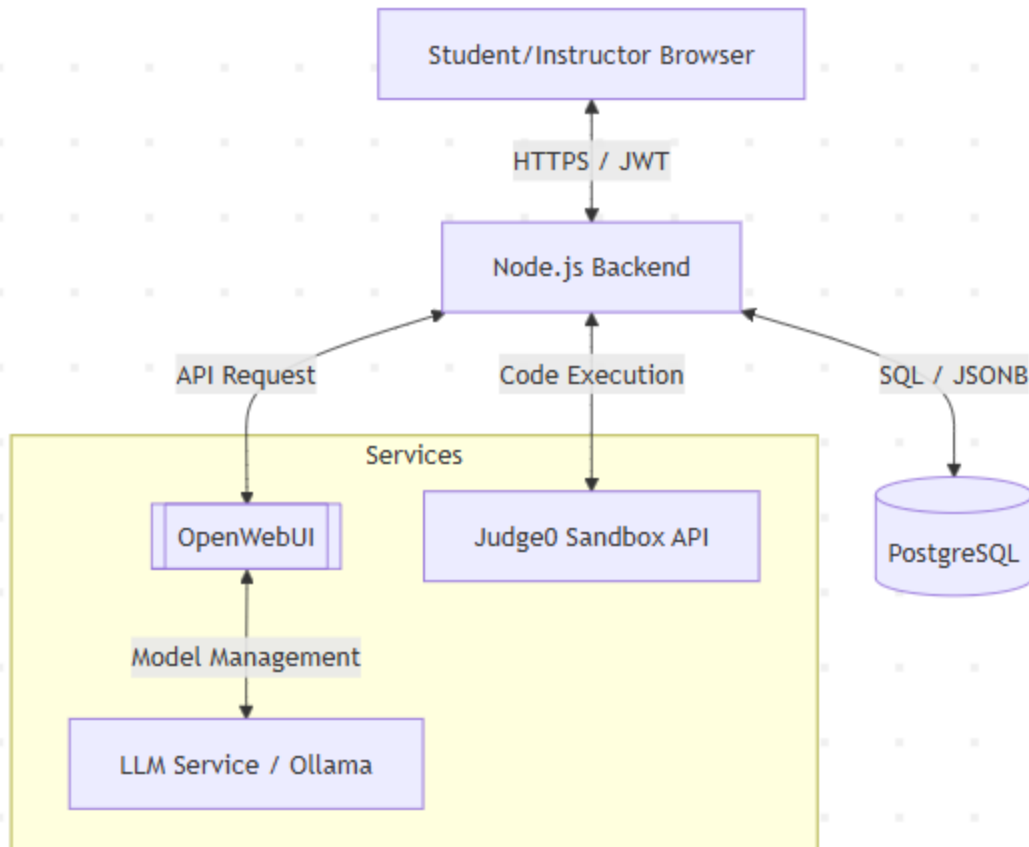 Student/Instructor Browser
HTTPS / JWT
Node.js Backend
API Request
Code Execution
SQL / JSONB
Services
OpenWebUI
Judge0 Sandbox API
PostgreSQL
Model Management
LLM Service / Ollama